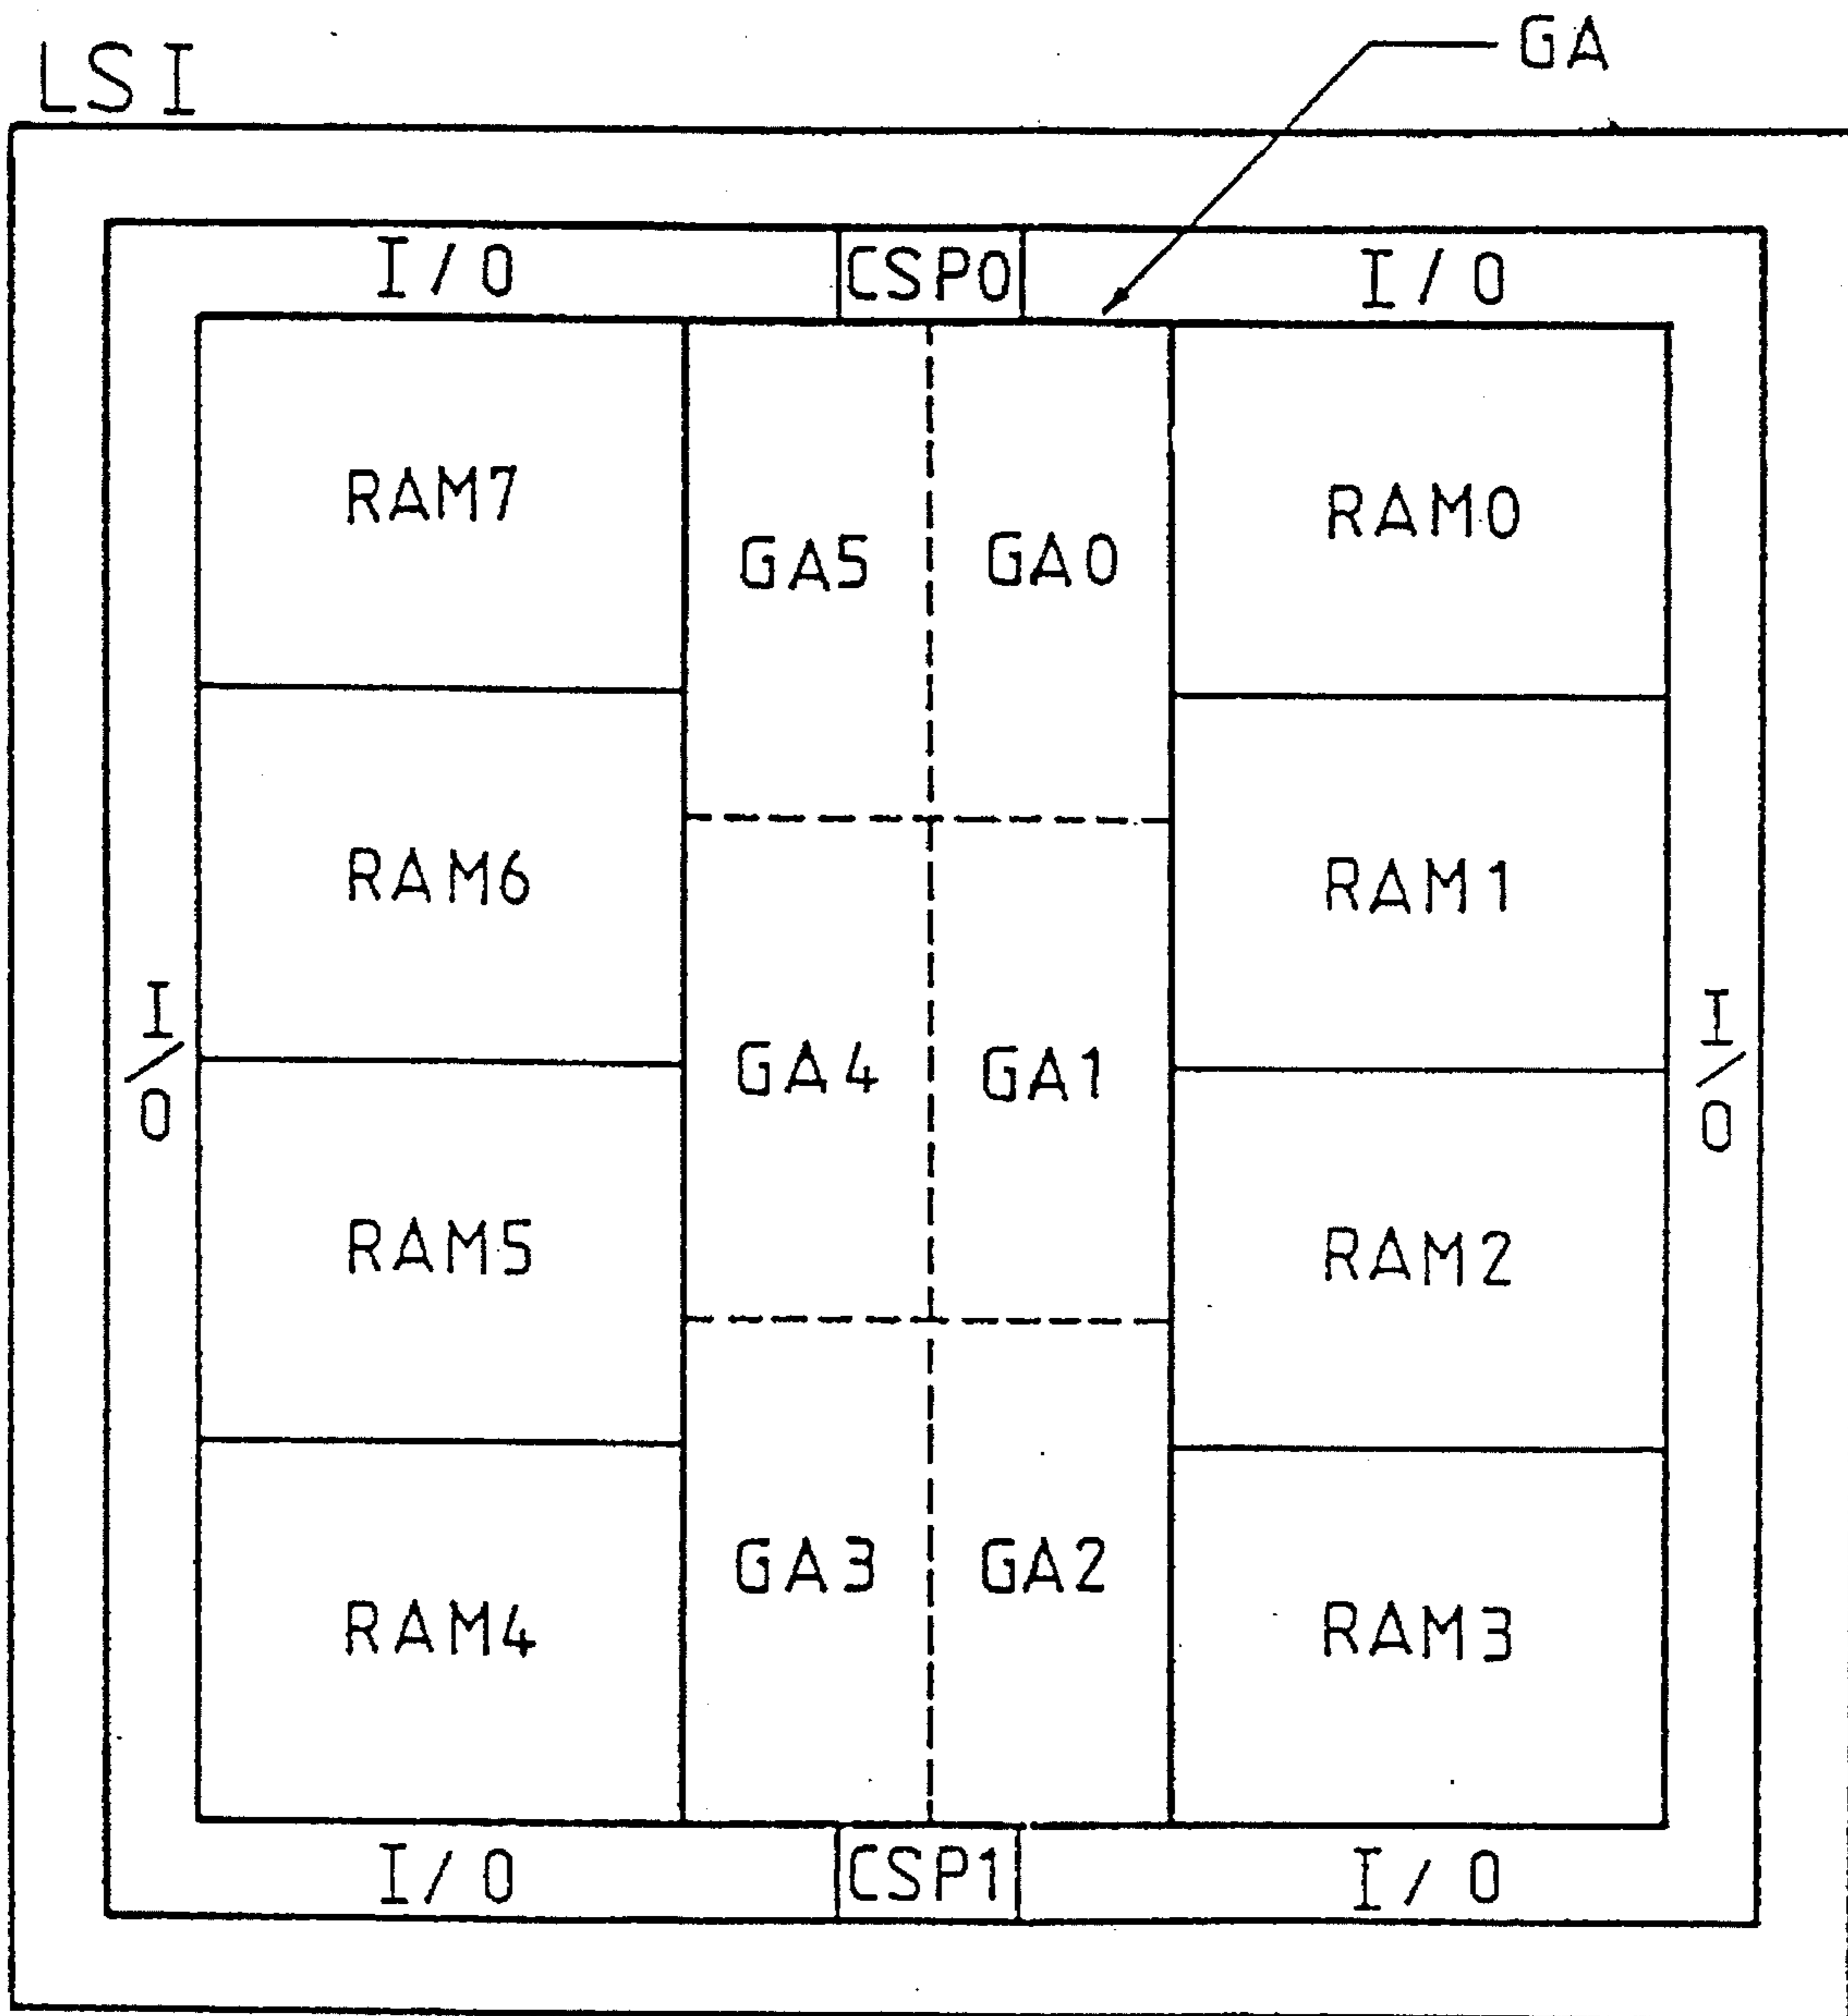 GA
LSI
I/O CSP0 I/O
RAM7 RAM0
GA5 GA0
RAM6 RAM1
I/O GA4 GA1 I/O
RAM5 RAM2
GA3 GA2
RAM4 RAM3
I/O CSP1 I/O